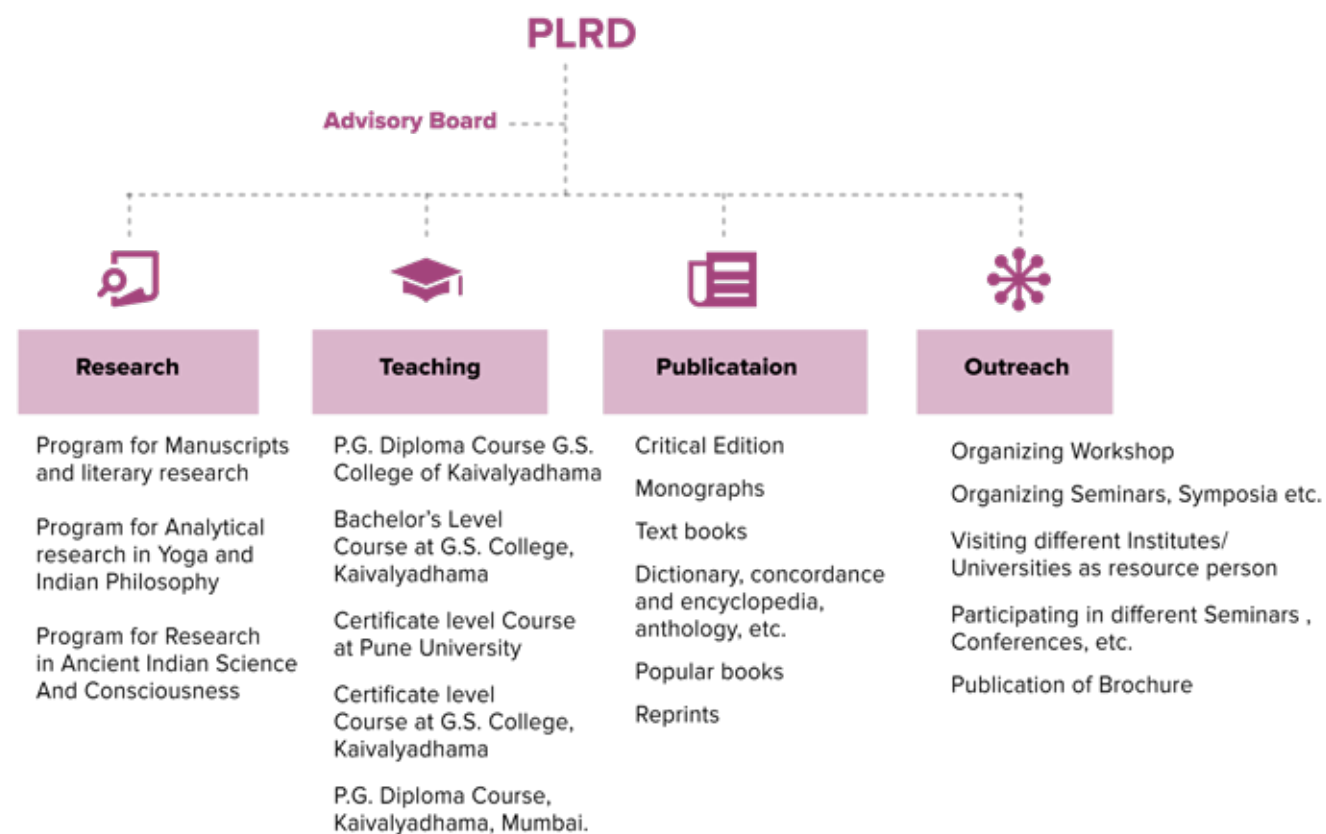 PLRD
Advisory Board
Research
Program for Manuscripts
and literary research
Program for Analytical
research in Yoga and
Indian Philosophy
Program for Research
in Ancient Indian Science
And Consciousness
Teaching
P.G. Diploma Course G.S.
College of Kaivalyadhama
Bachelor's Level
Course at G.S. College,
Kaivalyadhama
Certificate level Course
at Pune University
Certificate level
Course at G.S. College,
Kaivalyadhama
P.G. Diploma Course,
Kaivalyadhama, Mumbai.
Publicataion
Critical Edition
Monographs
Text books
Dictionary, concordance
and encyclopedia,
anthology, etc.
Popular books
Reprints
Outreach
Organizing Workshop
Organizing Seminars, Symposia etc.
Visiting different Institutes/
Universities as resource person
Participating in different Seminars ,
Conferences, etc.
Publication of Brochure